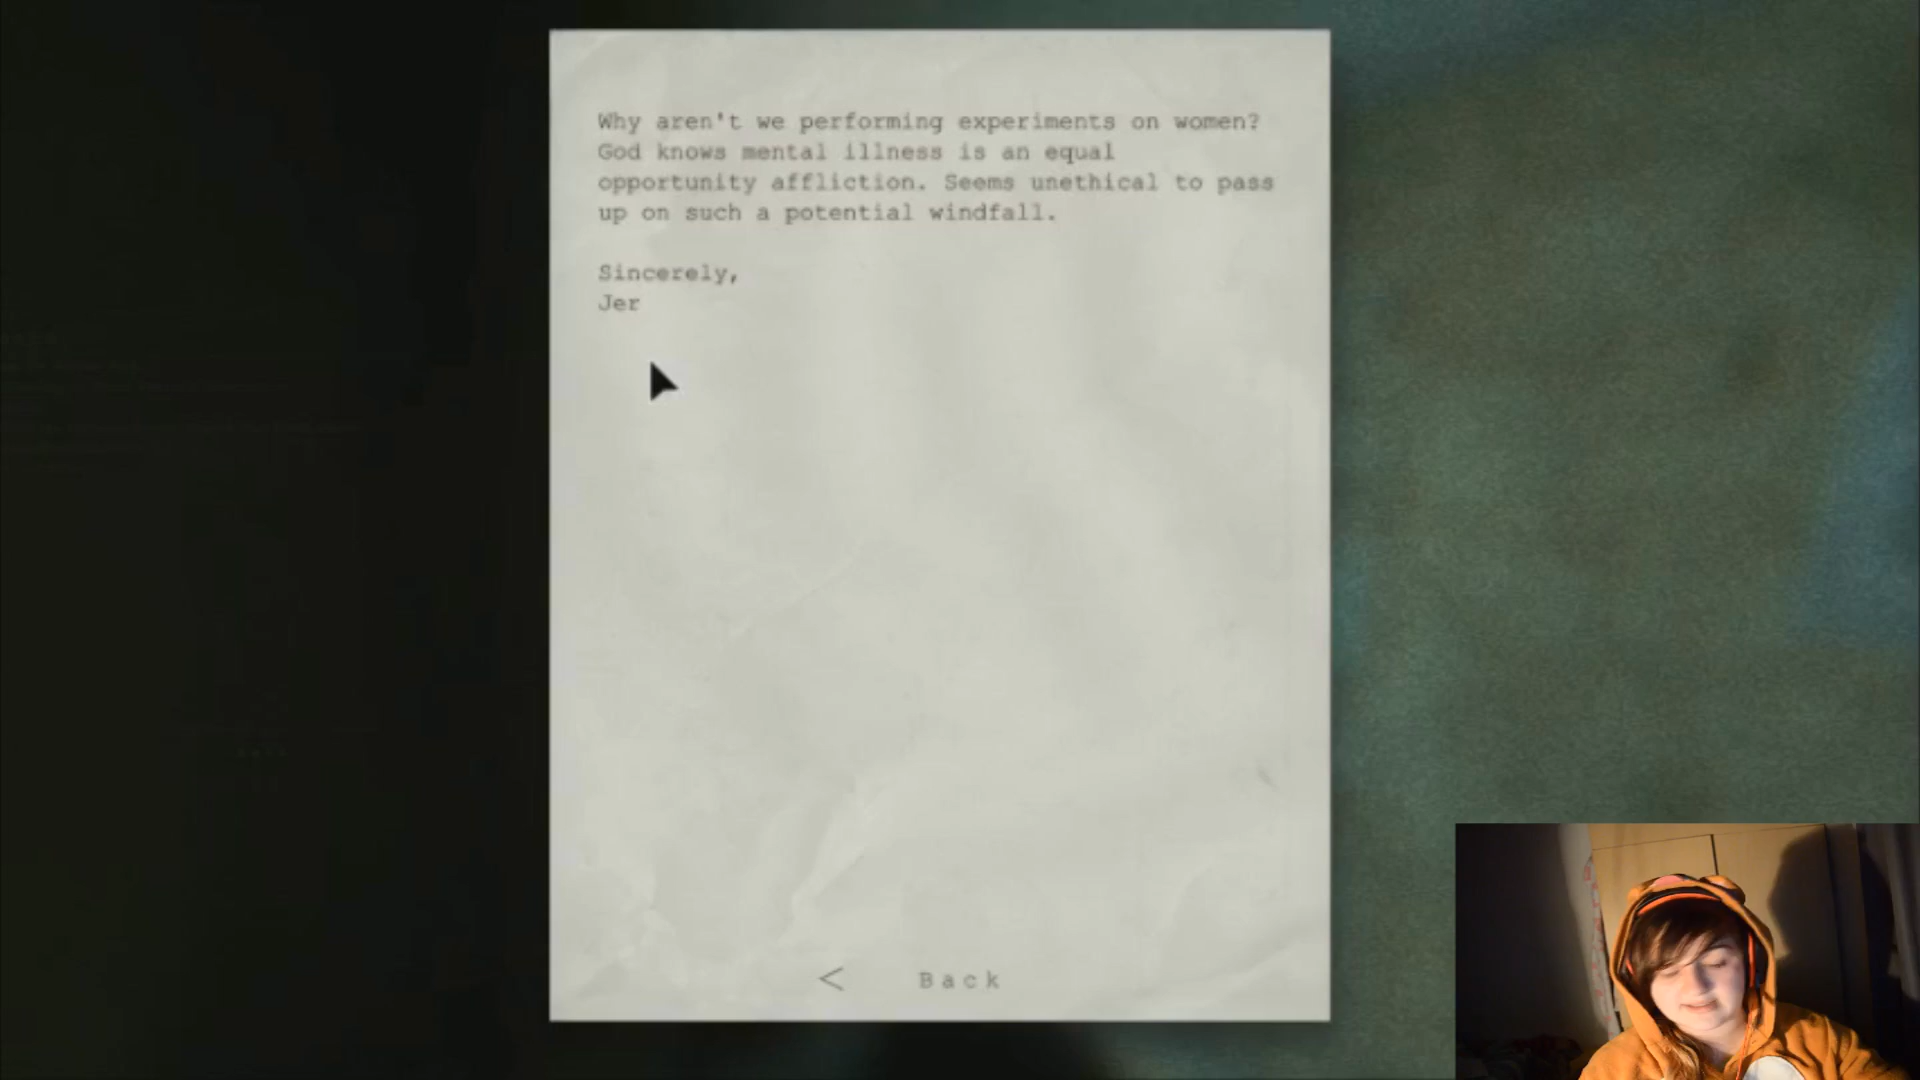 Why aren't we performing experiments on women?
God knows mental illness is an equal
opportunity affliction. Seems unethical to pass
up on such a potential windfall.
Sincerely,
Jer
< Back